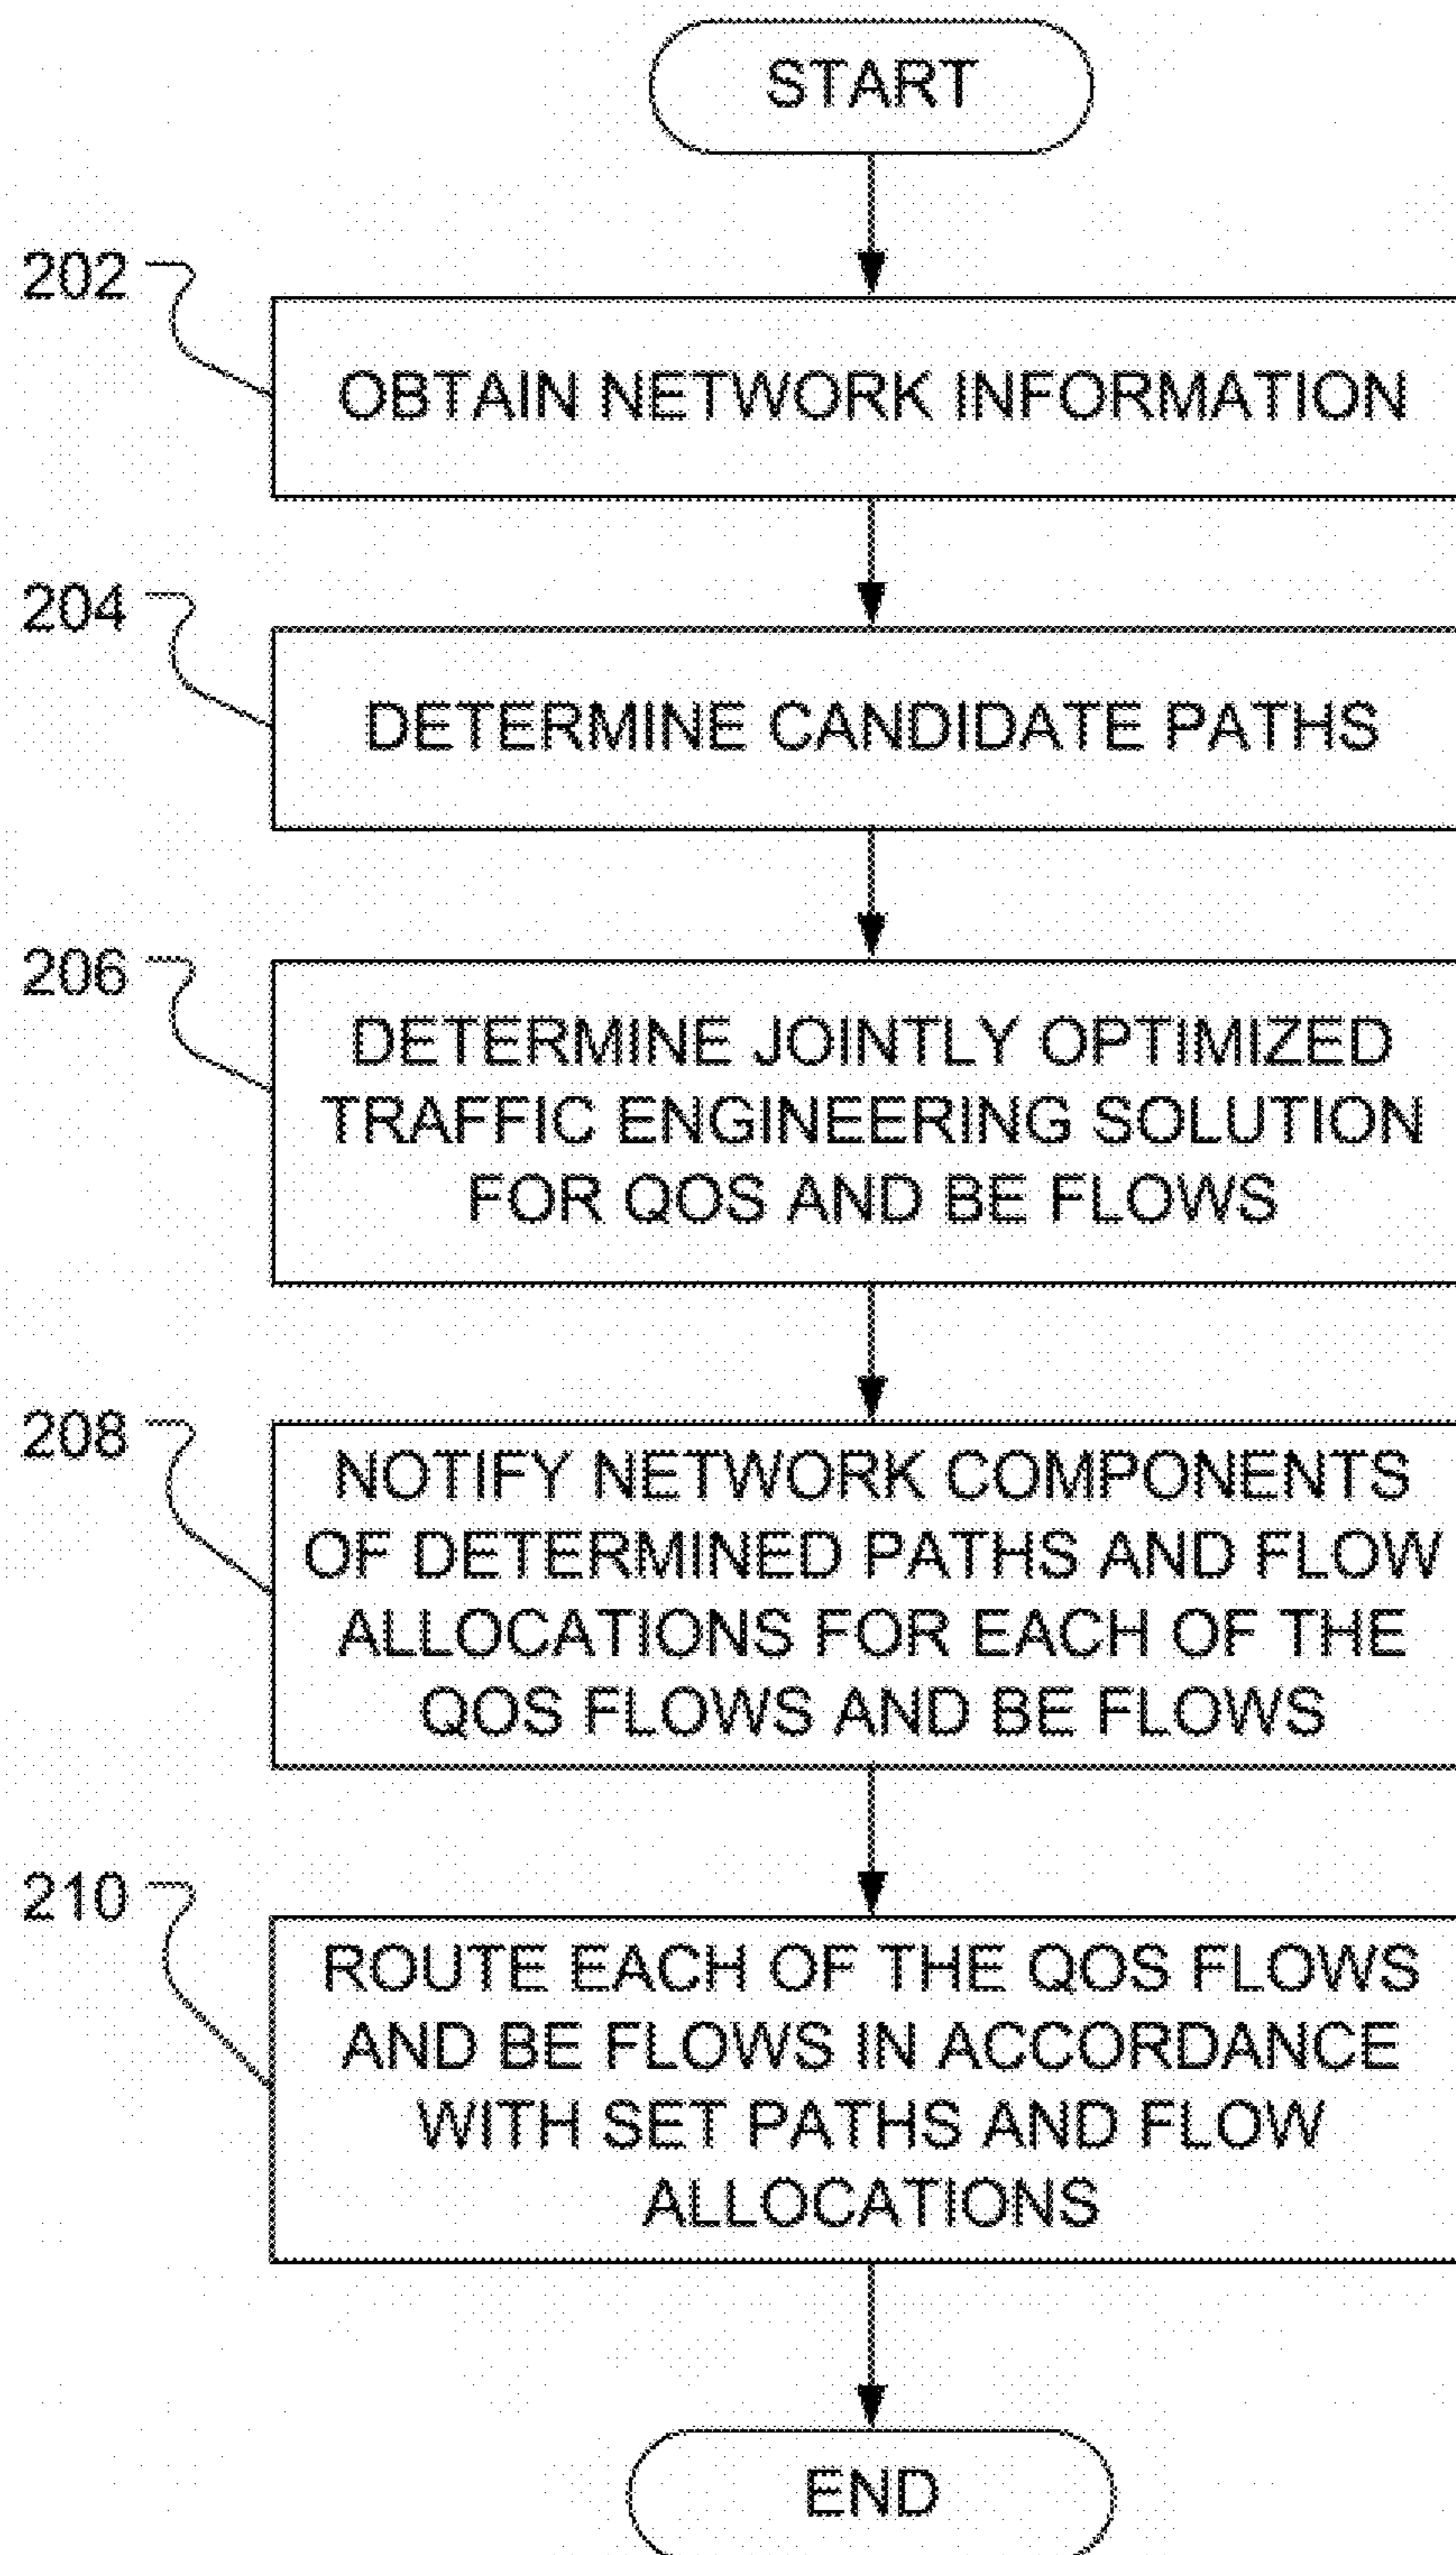 START
202
OBTAIN NETWORK INFORMATION
204
DETERMINE CANDIDATE PATHS
206
DETERMINE JOINTLY OPTIMIZED
TRAFFIC ENGINEERING SOLUTION
FOR QOS AND BE FLOWS
208
NOTIFY NETWORK COMPONENTS
OF DETERMINED PATHS AND FLOW
ALLOCATIONS FOR EACH OF THE
QOS FLOWS AND BE FLOWS
210
ROUTE EACH OF THE QOS FLOWS
AND BE FLOWS IN ACCORDANCE
WITH SET PATHS AND FLOW
ALLOCATIONS
END